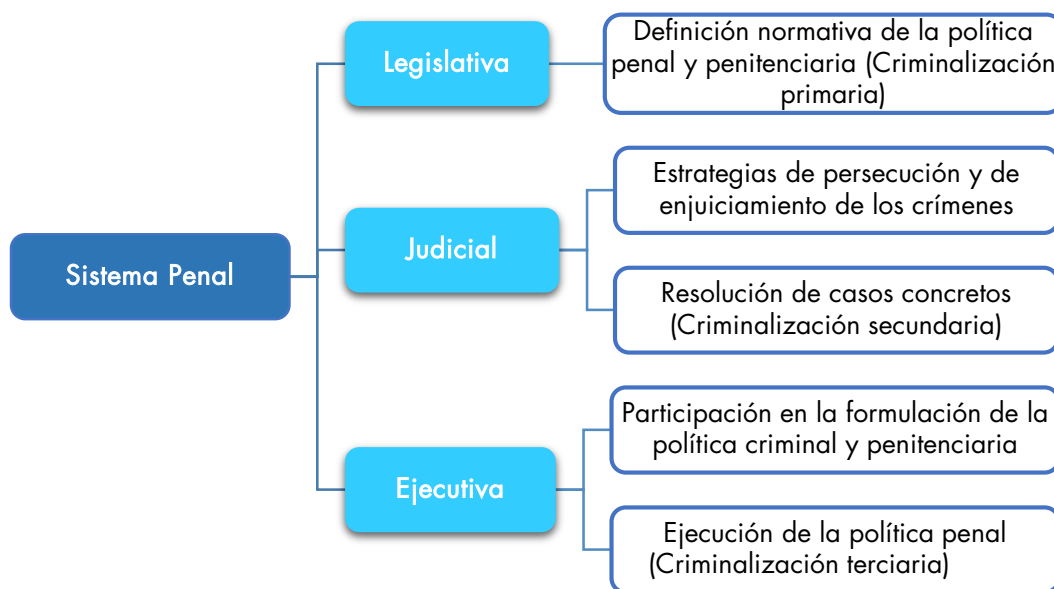 Sistema Penal
Legislativa
Definición normativa de la política
penal y penitenciaria (Criminalización
primaria)
Judicial
Estrategias de persecución y de
enjuiciamiento de los crímenes
Resolución de casos concretos
(Criminalización secundaria)
Ejecutiva
Participación en la formulación de la
política criminal y penitenciaria
Ejecución de la política penal
(Criminalización terciaria)